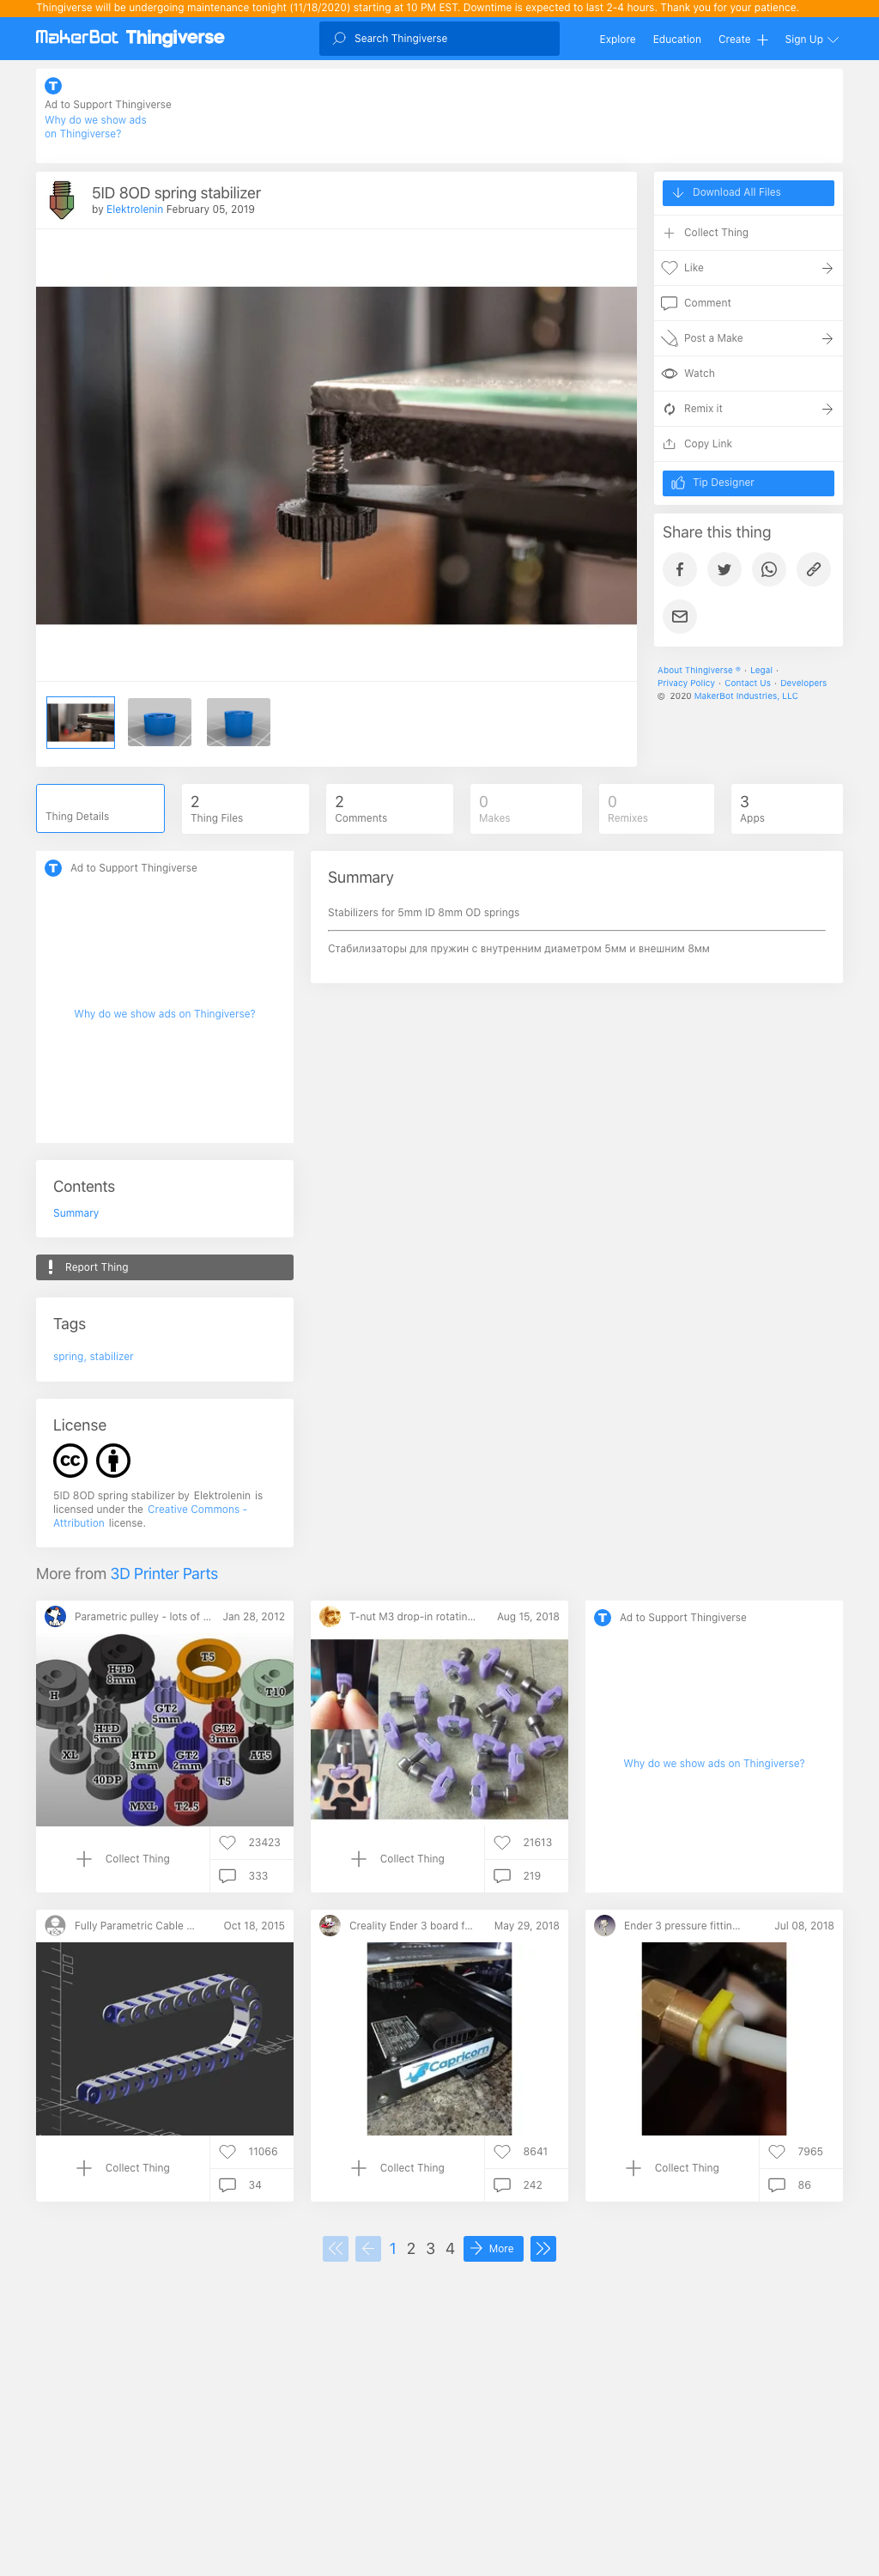 Thingiverse will be undergoing maintenance tonight (11/18/2020) starting at 10 PM EST. Downtime is expected to last 2-4 hours. Thank you for your patience.
MakerBot Thingiverse
Search Thingiverse
Explore
Education
Create
Sign Up
Ad to Support Thingiverse
Why do we show ads
on Thingiverse?
5ID 8OD spring stabilizer
by Elektrolenin February 05, 2019
Download All Files
Collect Thing
Like
Comment
Post a Make
Watch
Remix it
Copy Link
Tip Designer
Share this thing
About Thingiverse ® · Legal ·
Privacy Policy · Contact Us · Developers
© 2020 MakerBot Industries, LLC
Thing Details
2
Thing Files
2
Comments
0
Makes
0
Remixes
3
Apps
Ad to Support Thingiverse
Why do we show ads on Thingiverse?
Summary
Stabilizers for 5mm ID 8mm OD springs
Стабилизаторы для пружин с внутренним диаметром 5мм и внешним 8мм
Contents
Summary
Report Thing
Tags
spring, stabilizer
License
5ID 8OD spring stabilizer by Elektrolenin is
licensed under the Creative Commons -
Attribution license.
More from 3D Printer Parts
Parametric pulley - lots of ...
Jan 28, 2012
HTD
8mm
T5
H
T10
GT2
5mm
HTD
5mm
GT2
3mm
XL
HTD
3mm
GT2
2mm
AT5
40DP
T5
MXL
T2.5
Collect Thing
23423
333
T-nut M3 drop-in rotatin...
Aug 15, 2018
Collect Thing
21613
219
Ad to Support Thingiverse
Why do we show ads on Thingiverse?
Fully Parametric Cable ...
Oct 18, 2015
Collect Thing
11066
34
Creality Ender 3 board f...
May 29, 2018
Capricorn
Collect Thing
8641
242
Ender 3 pressure fittin...
Jul 08, 2018
Collect Thing
7965
86
1
2
3
4
More